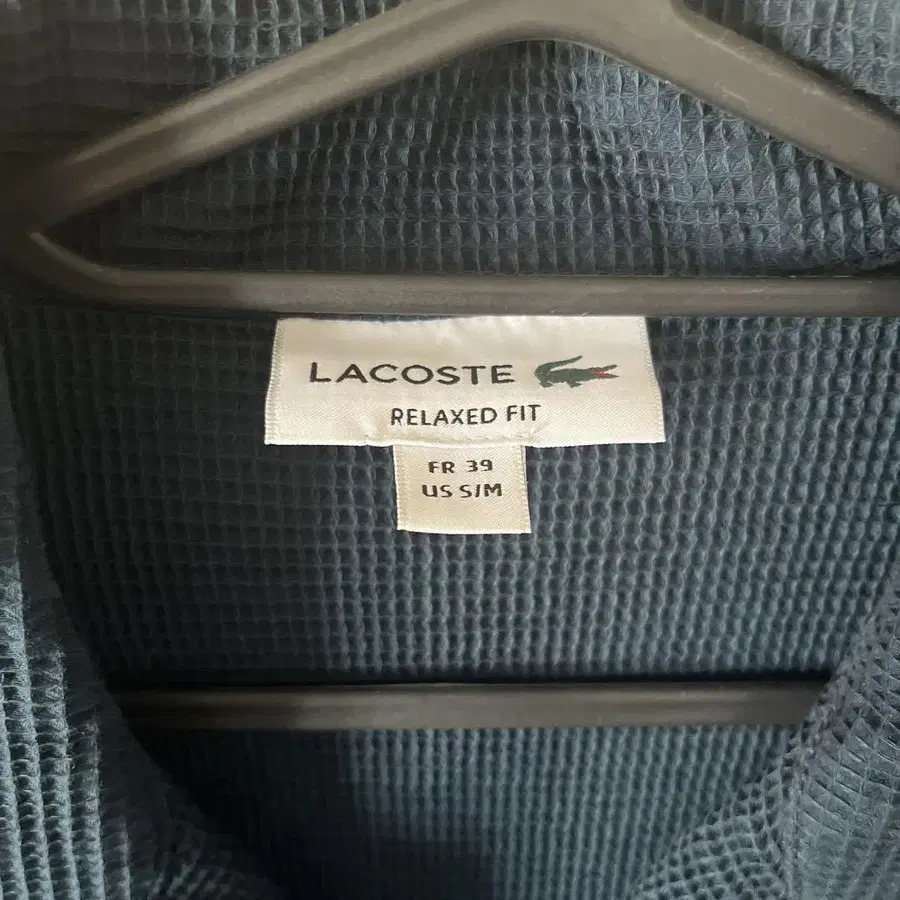 LACOSTE
RELAXED FIT
FR 39
US S/M